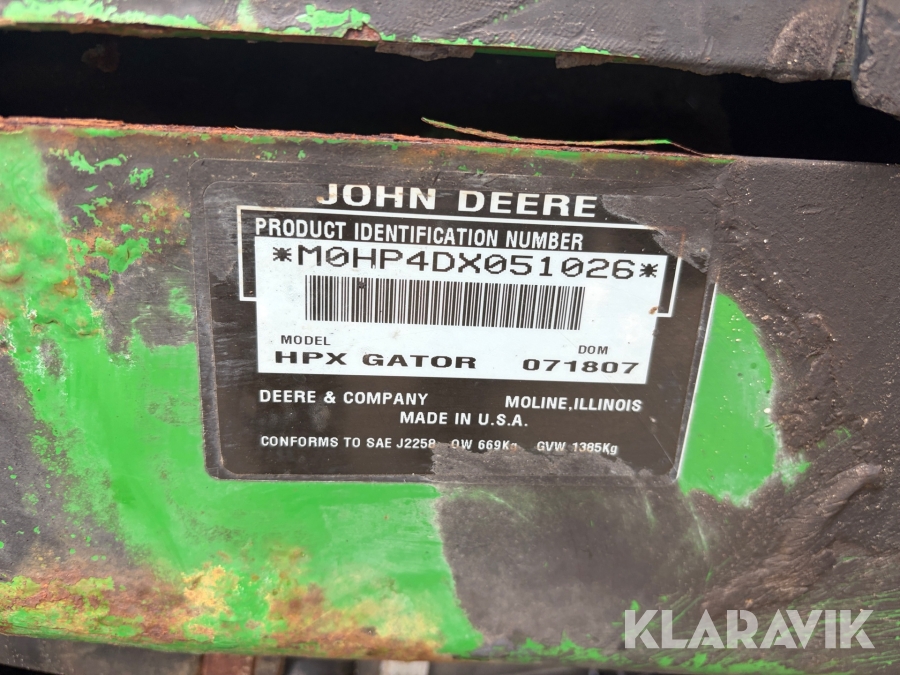 JOHN DEERE
PRODUCT IDENTIFICATION NUMBER
*M0HP4DX051026*
MODEL DOM
HPX GATOR 071807
DEERE & COMPANY MOLINE, ILLINOIS
MADE IN U.S.A.
CONFORMS TO SAE J2258 OW 669Kg GVW 1385Kg
KLARAVIK